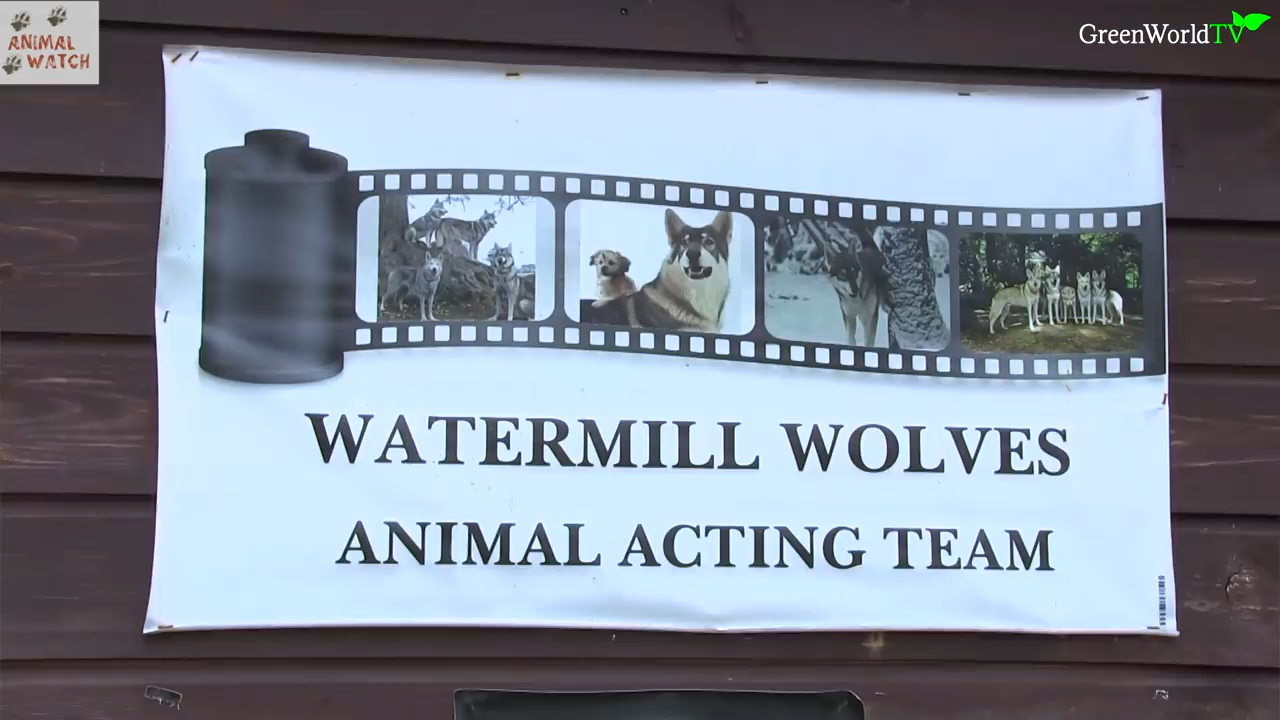 ANIMAL
WATCH
GreenWorldTV
WATERMILL WOLVES
ANIMAL ACTING TEAM